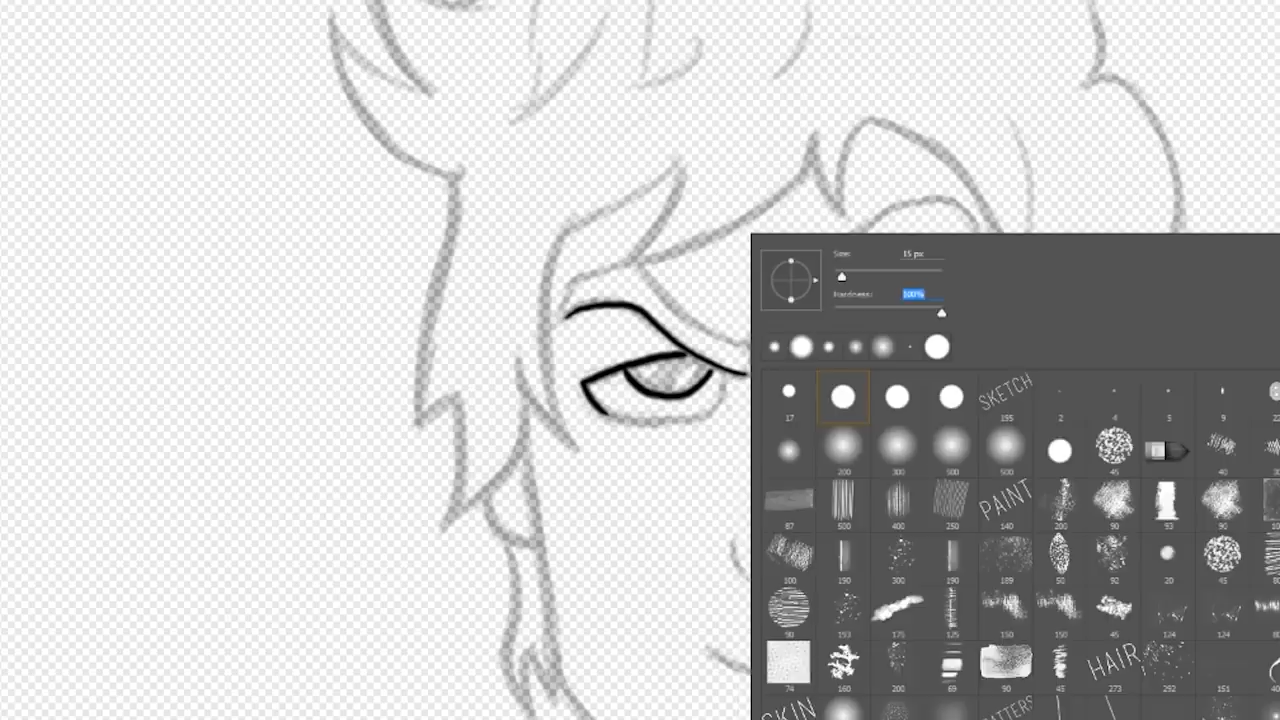 Size: 15 px
Hardness: 100%
17 SKETCH 195 2 4 5 9
200 300 500 500 45 40
87 500 400 250 PAINT 140 200 90 93 90
100 190 300 190 189 50 92 20 45
90 193 175 125 150 150 45 124 124
74 160 200 69 90 45 HAIR 273 292 151
SKIN